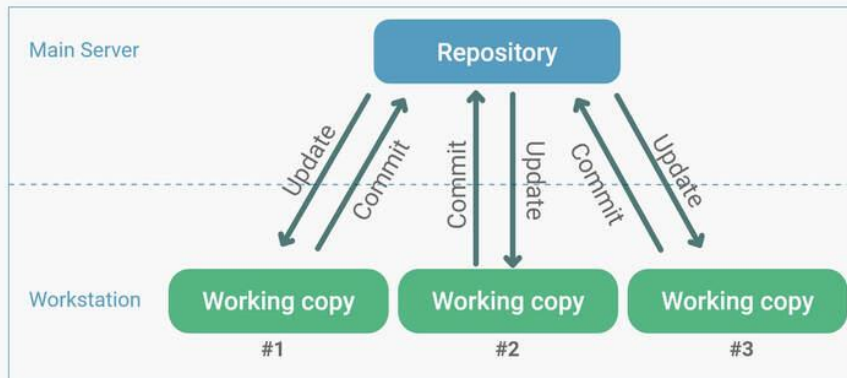 Main Server
Repository
Update
Commit
Commit
Update
Commit
Update
Workstation
Working copy
Working copy
Working copy
#1
#2
#3